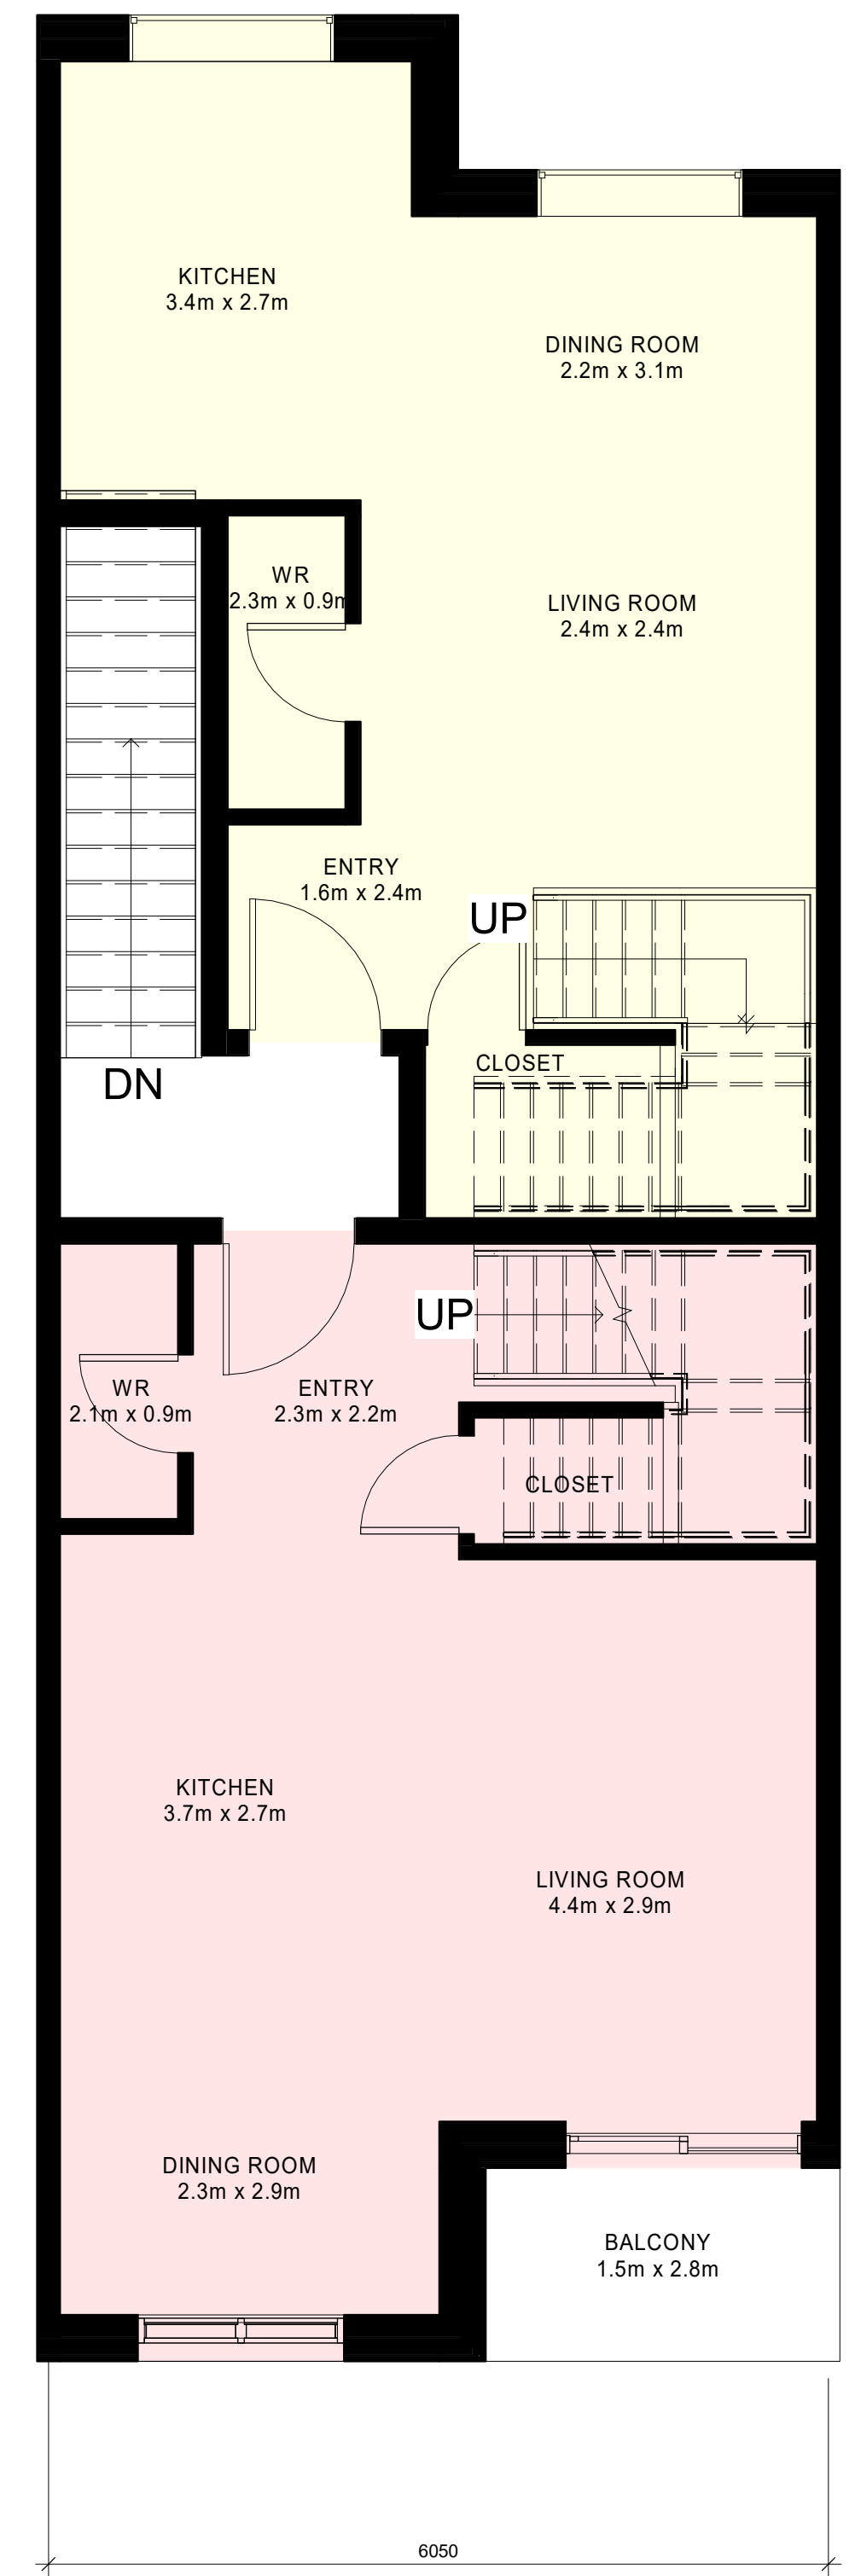 KITCHEN
3.4m x 2.7m
DINING ROOM
2.2m x 3.1m
WR
2.3m x 0.9m
LIVING ROOM
2.4m x 2.4m
ENTRY
1.6m x 2.4m
UP
CLOSET
DN
UP
WR
2.1m x 0.9m
ENTRY
2.3m x 2.2m
CLOSET
KITCHEN
3.7m x 2.7m
LIVING ROOM
4.4m x 2.9m
DINING ROOM
2.3m x 2.9m
BALCONY
1.5m x 2.8m
6050